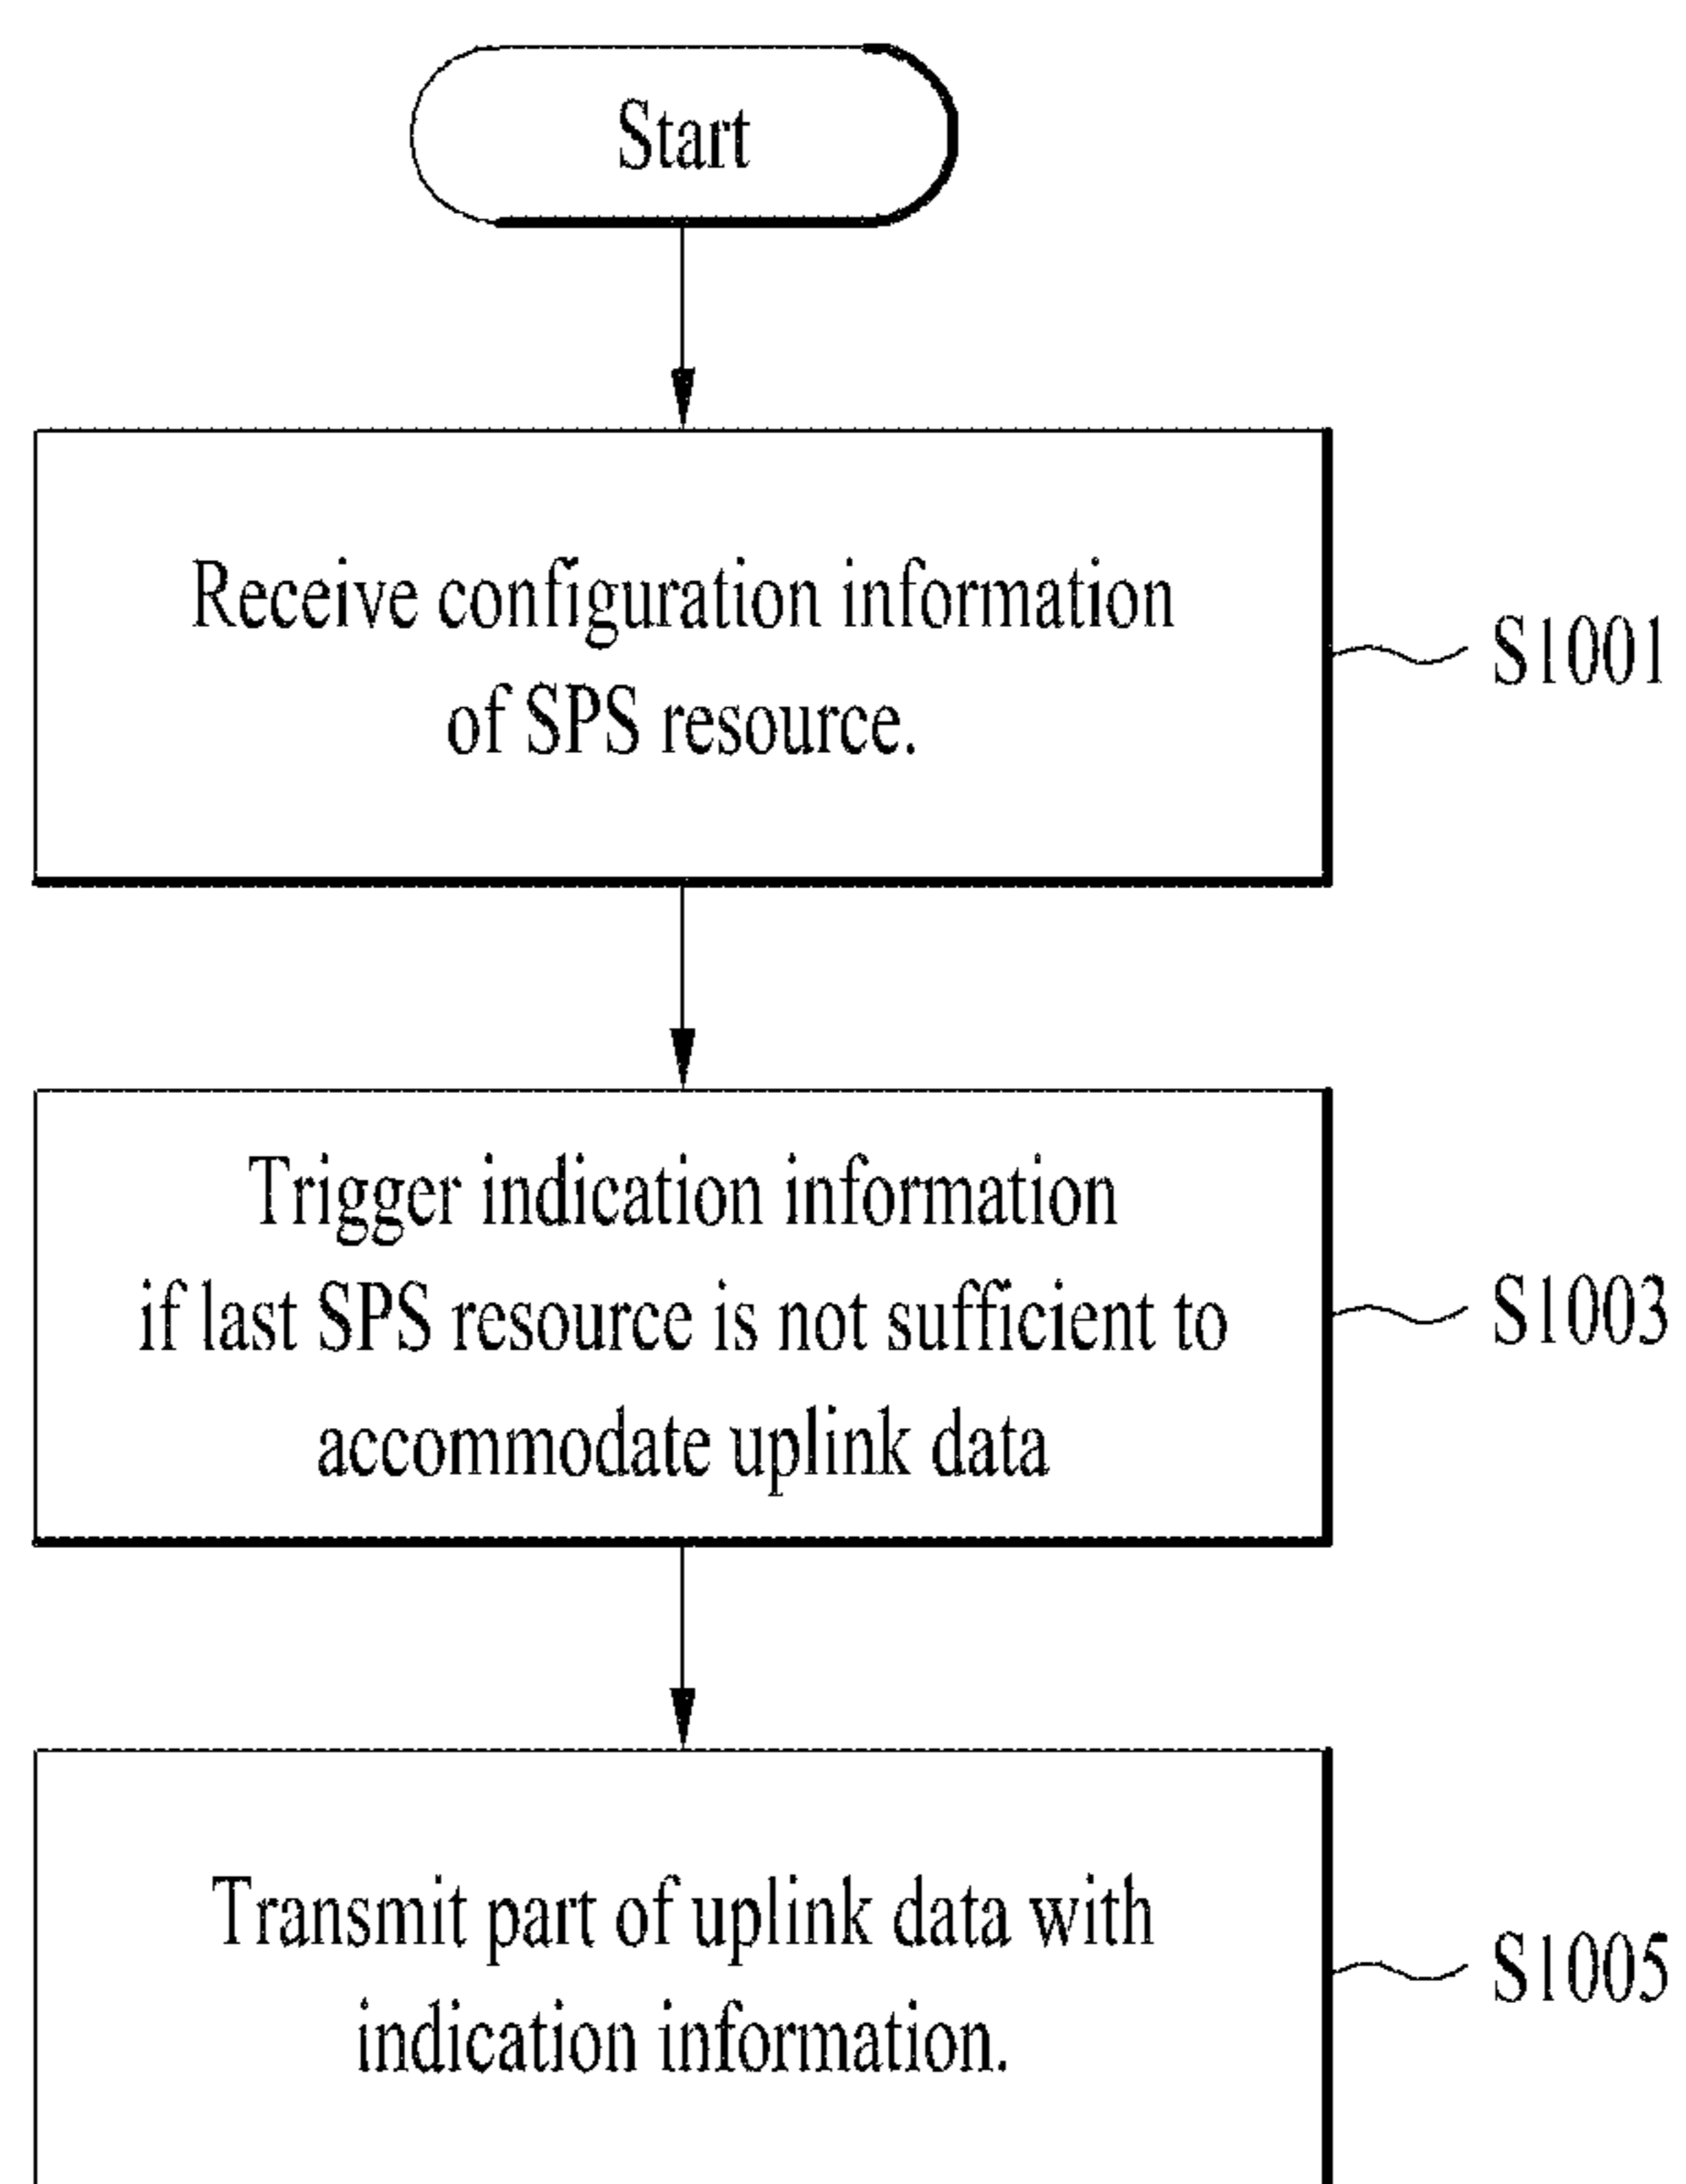 Start
Receive configuration information
of SPS resource.
S1001
Trigger indication information
if last SPS resource is not sufficient to
accommodate uplink data
S1003
Transmit part of uplink data with
indication information.
S1005